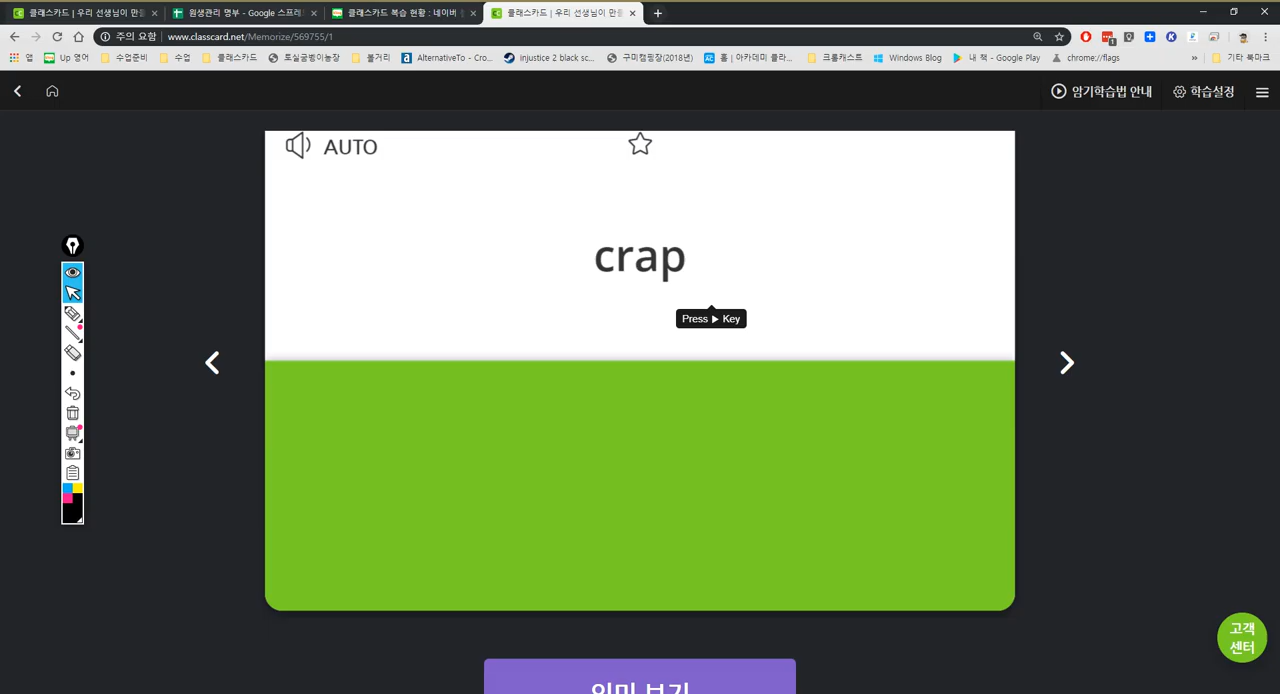 클래스카드 | 우리 선생님이 만든
원생관리 명부 - Google 스프레
클래스카드 복습 현황 : 네이버
클래스카드 | 우리 선생님이 만든
주의 요함 | www.classcard.net/Memorize/569755/1
앱 Up 영어 수업준비 수업 클래스카드 토실굼벵이농장 볼거리 AlternativeTo - Cro... Injustice 2 black sc... 구미캠핑장(2018년) 홈 | 아카데미 클라... 크롬캐스트 Windows Blog 내 책 - Google Play chrome://flags » 기타 북마크
암기학습법 안내 학습설정
AUTO
crap
Press ▶ Key
고객
센터
의미 보기